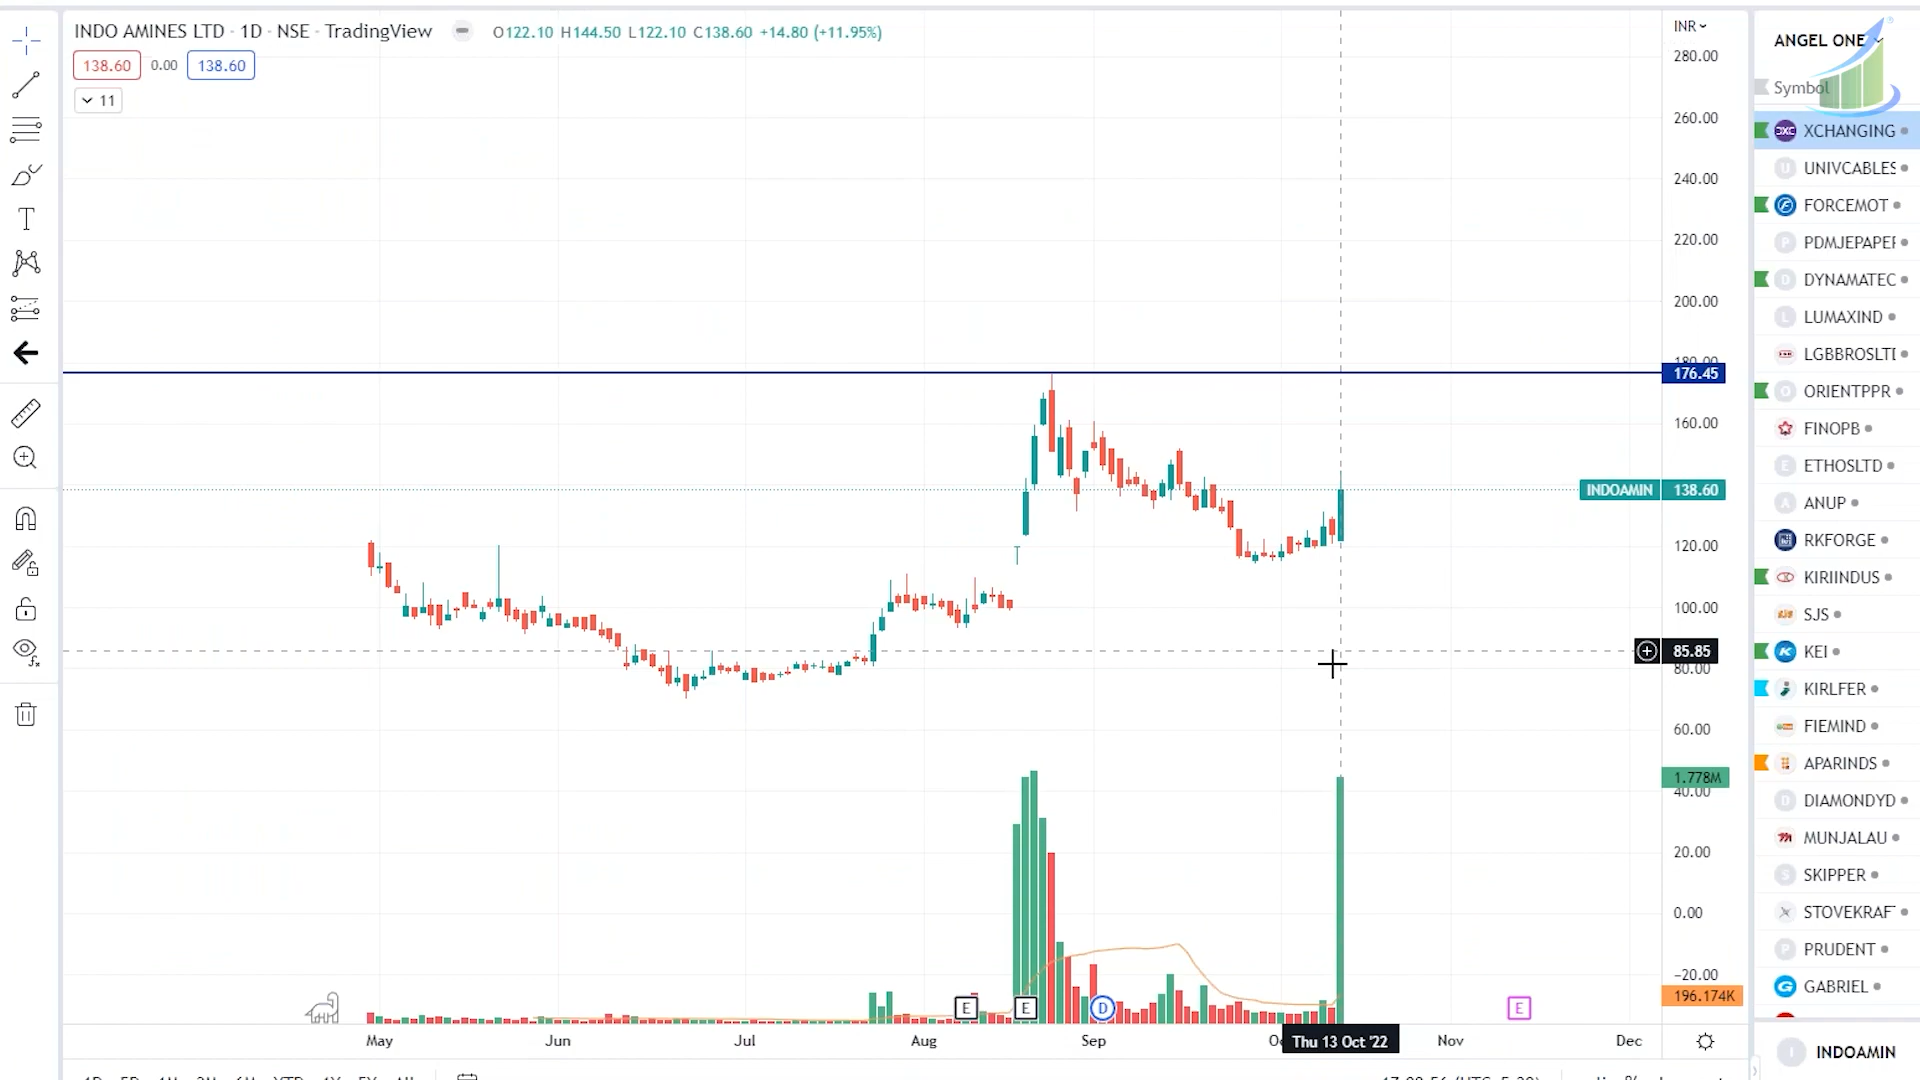 INDO AMINES LTD · 1D · NSE · TradingView
O122.10 H144.50 L122.10 C138.60 +14.80 (+11.95%)
138.60 0.00 138.60
11
INR
280.00
260.00
240.00
220.00
200.00
180.00
176.45
160.00
INDOAMIN 138.60
120.00
100.00
85.85
80.00
60.00
1.778M
40.00
20.00
0.00
−20.00
196.174K
E E D E
May Jun Jul Aug Sep Thu 13 Oct '22 Nov Dec
ANGEL ONE
Symbol
XCHANGING
UNIVCABLES
FORCEMOT
PDMJEPAPER
DYNAMATEC
LUMAXIND
LGBBROSLTD
ORIENTPPR
FINOPB
ETHOSLTD
ANUP
RKFORGE
KIRIINDUS
SJS
KEI
KIRLFER
FIEMIND
APARINDS
DIAMONDYD
MUNJALAU
SKIPPER
STOVEKRAF
PRUDENT
GABRIEL
INDOAMIN